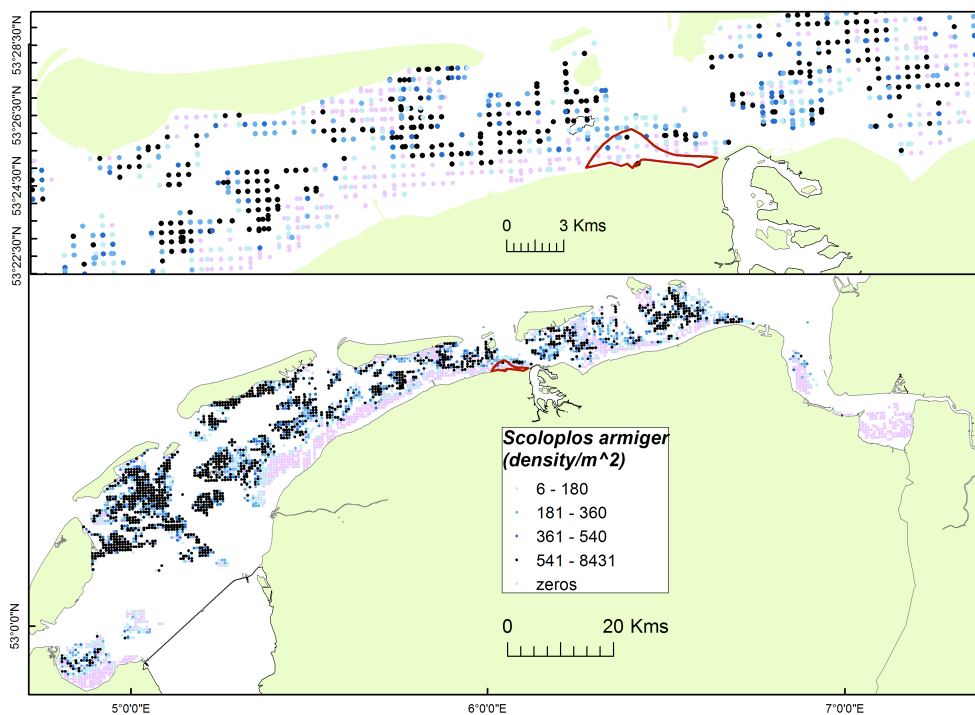 53°28'30"N
53°26'30"N
53°24'30"N
53°22'30"N
0 3 Kms
Scoloplos armiger
(density/m^2)
6 - 180
181 - 360
361 - 540
541 - 8431
zeros
0 20 Kms
53°0'0"N
5°0'0"E 6°0'0"E 7°0'0"E